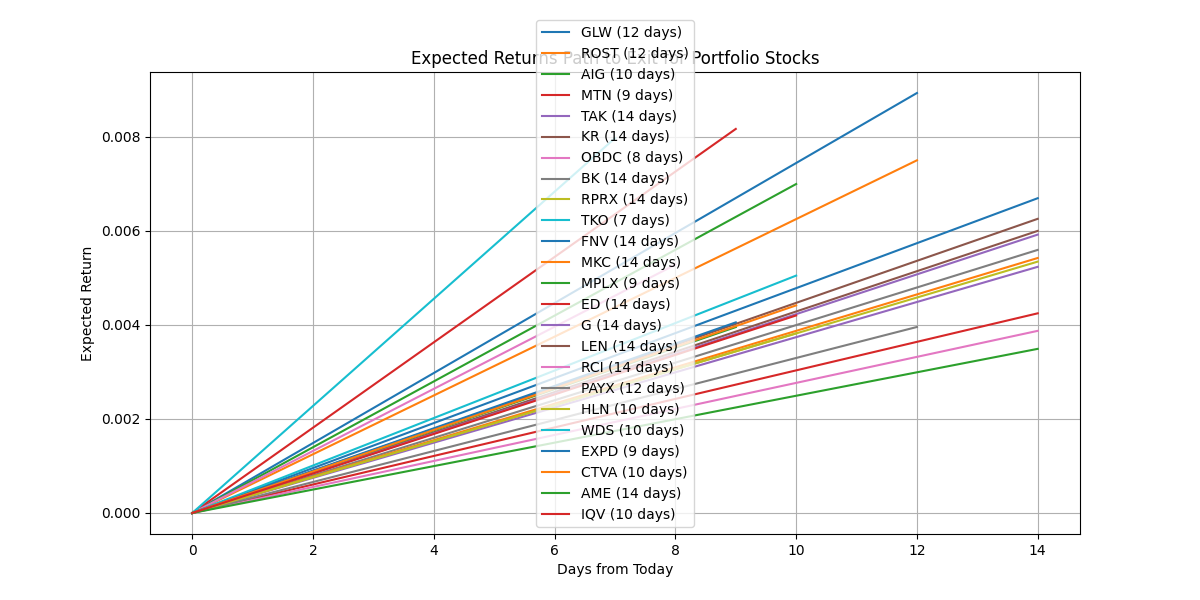 Expected Returns Path to Exit for Portfolio Stocks
GLW (12 days)
ROST (12 days)
AIG (10 days)
MTN (9 days)
TAK (14 days)
KR (14 days)
OBDC (8 days)
BK (14 days)
RPRX (14 days)
TKO (7 days)
FNV (14 days)
MKC (14 days)
MPLX (9 days)
ED (14 days)
G (14 days)
LEN (14 days)
RCI (14 days)
PAYX (12 days)
HLN (10 days)
WDS (10 days)
EXPD (9 days)
CTVA (10 days)
AME (14 days)
IQV (10 days)
Expected Return
0.008
0.006
0.004
0.002
0.000
0 2 4 6 8 10 12 14
Days from Today